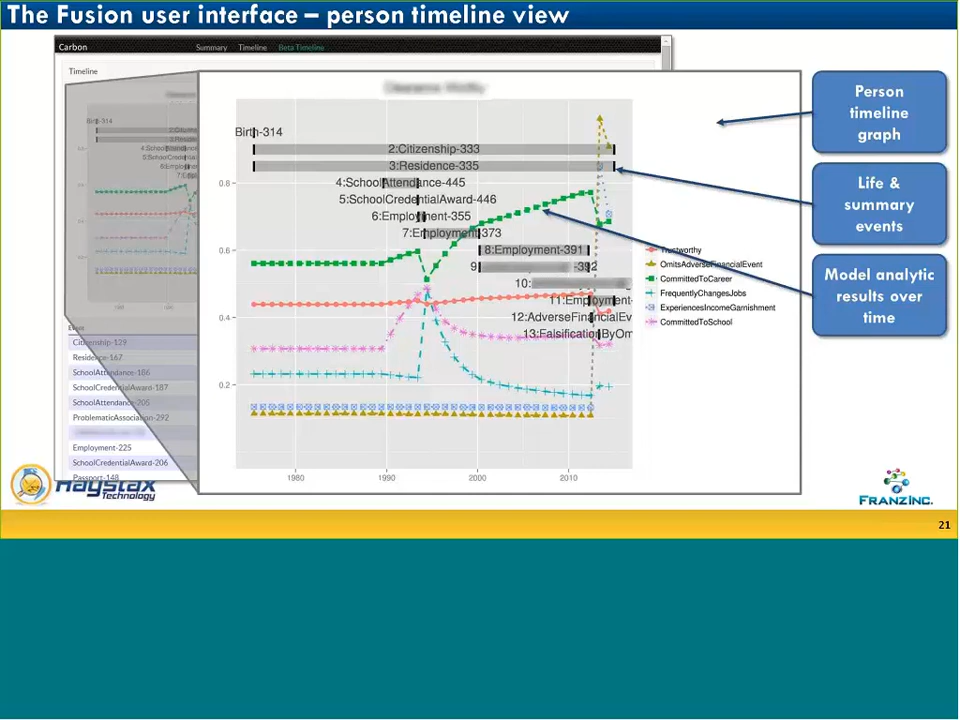 The Fusion user interface – person timeline view
Carbon
Summary Timeline Beta Timeline
Timeline
Birth-314
2:Citizenship-333
3:Residence-335
4:SchoolAttendance-445
5:SchoolCredentialAward-446
6:Employment-355
7:Employment-373
8:Employment-391
9 -392
10:
11:Employment-
12:AdverseFinancialEv
13:FalsificationByOm
0.8
0.6
0.4
0.2
1980 1990 2000 2010
Trustworthy
OmitsAdverseFinancialEvent
CommittedToCareer
FrequentlyChangesJobs
ExperiencesIncomeGarnishment
CommittedToSchool
Person
timeline
graph
Life &
summary
events
Model analytic
results over
time
Citizenship-129
Residence-167
SchoolAttendance-186
SchoolCredentialAward-187
SchoolAttendance-205
ProblematicAssociation-292
Employment-225
SchoolCredentialAward-206
Passport-148
Haystax
Technology
FRANZ INC.
21